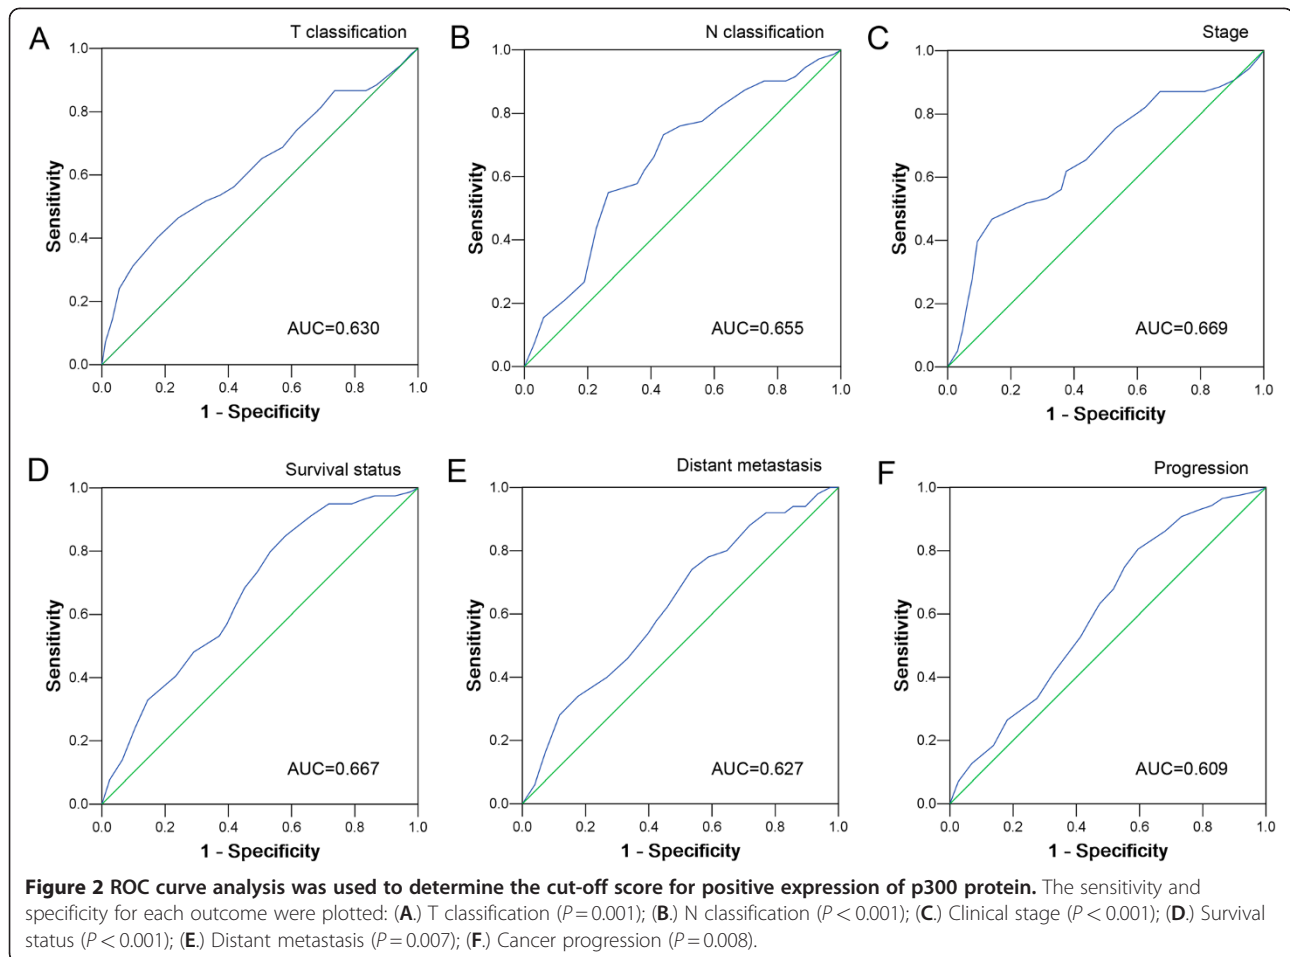 A
T classification
1.0
0.8
0.6
0.4
0.2
0.0
Sensitivity
AUC=0.630
0.0 0.2 0.4 0.6 0.8 1.0
1 - Specificity
B
N classification
1.0
0.8
0.6
0.4
0.2
0.0
Sensitivity
AUC=0.655
0.0 0.2 0.4 0.6 0.8 1.0
1 - Specificity
C
Stage
1.0
0.8
0.6
0.4
0.2
0.0
Sensitivity
AUC=0.669
0.0 0.2 0.4 0.6 0.8 1.0
1 - Specificity
D
Survival status
1.0
0.8
0.6
0.4
0.2
0.0
Sensitivity
AUC=0.667
0.0 0.2 0.4 0.6 0.8 1.0
1 - Specificity
E
Distant metastasis
1.0
0.8
0.6
0.4
0.2
0.0
Sensitivity
AUC=0.627
0.0 0.2 0.4 0.6 0.8 1.0
1 - Specificity
F
Progression
1.0
0.8
0.6
0.4
0.2
0.0
Sensitivity
AUC=0.609
0.0 0.2 0.4 0.6 0.8 1.0
1 - Specificity
Figure 2 ROC curve analysis was used to determine the cut-off score for positive expression of p300 protein. The sensitivity and
specificity for each outcome were plotted: (A.) T classification (P = 0.001); (B.) N classification (P < 0.001); (C.) Clinical stage (P < 0.001); (D.) Survival
status (P < 0.001); (E.) Distant metastasis (P = 0.007); (F.) Cancer progression (P = 0.008).